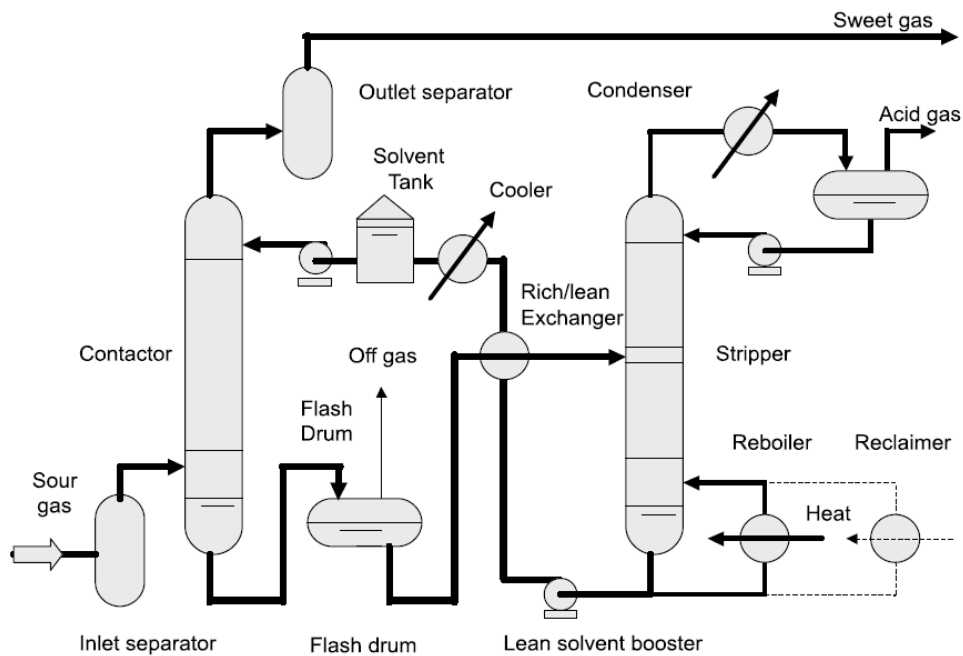 Sweet gas
Outlet separator
Condenser
Acid gas
Solvent
Tank
Cooler
Rich/lean
Exchanger
Contactor
Off gas
Stripper
Flash
Drum
Reboiler
Reclaimer
Sour
gas
Heat
Inlet separator
Flash drum
Lean solvent booster